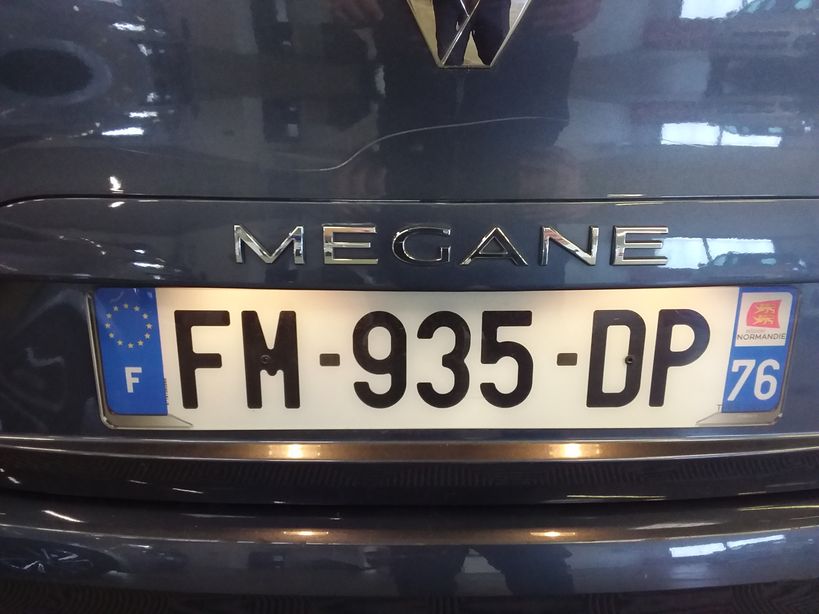 MEGANE
F
FM-935-DP
NORMANDIE
76